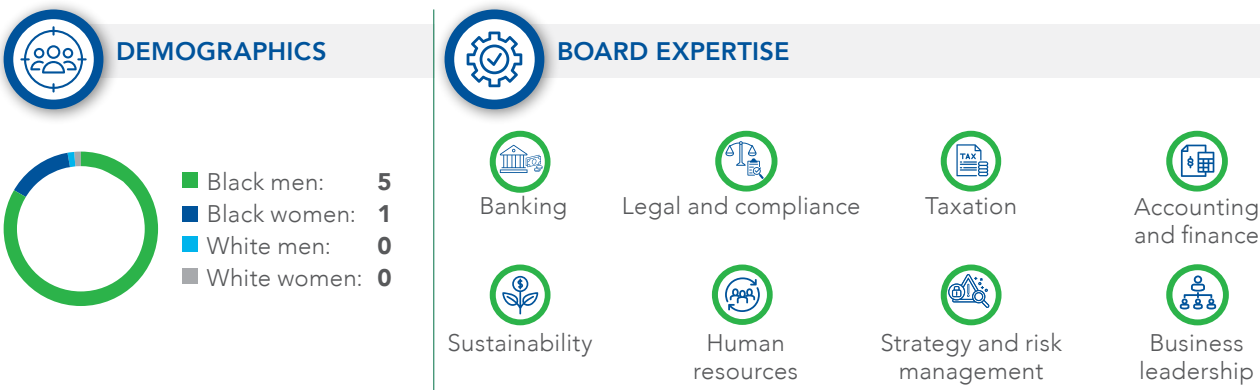 DEMOGRAPHICS
Black men: 5
Black women: 1
White men: 0
White women: 0
BOARD EXPERTISE
Banking
Legal and compliance
TAX
Taxation
Accounting
and finance
Sustainability
Human
resources
Strategy and risk
management
Business
leadership